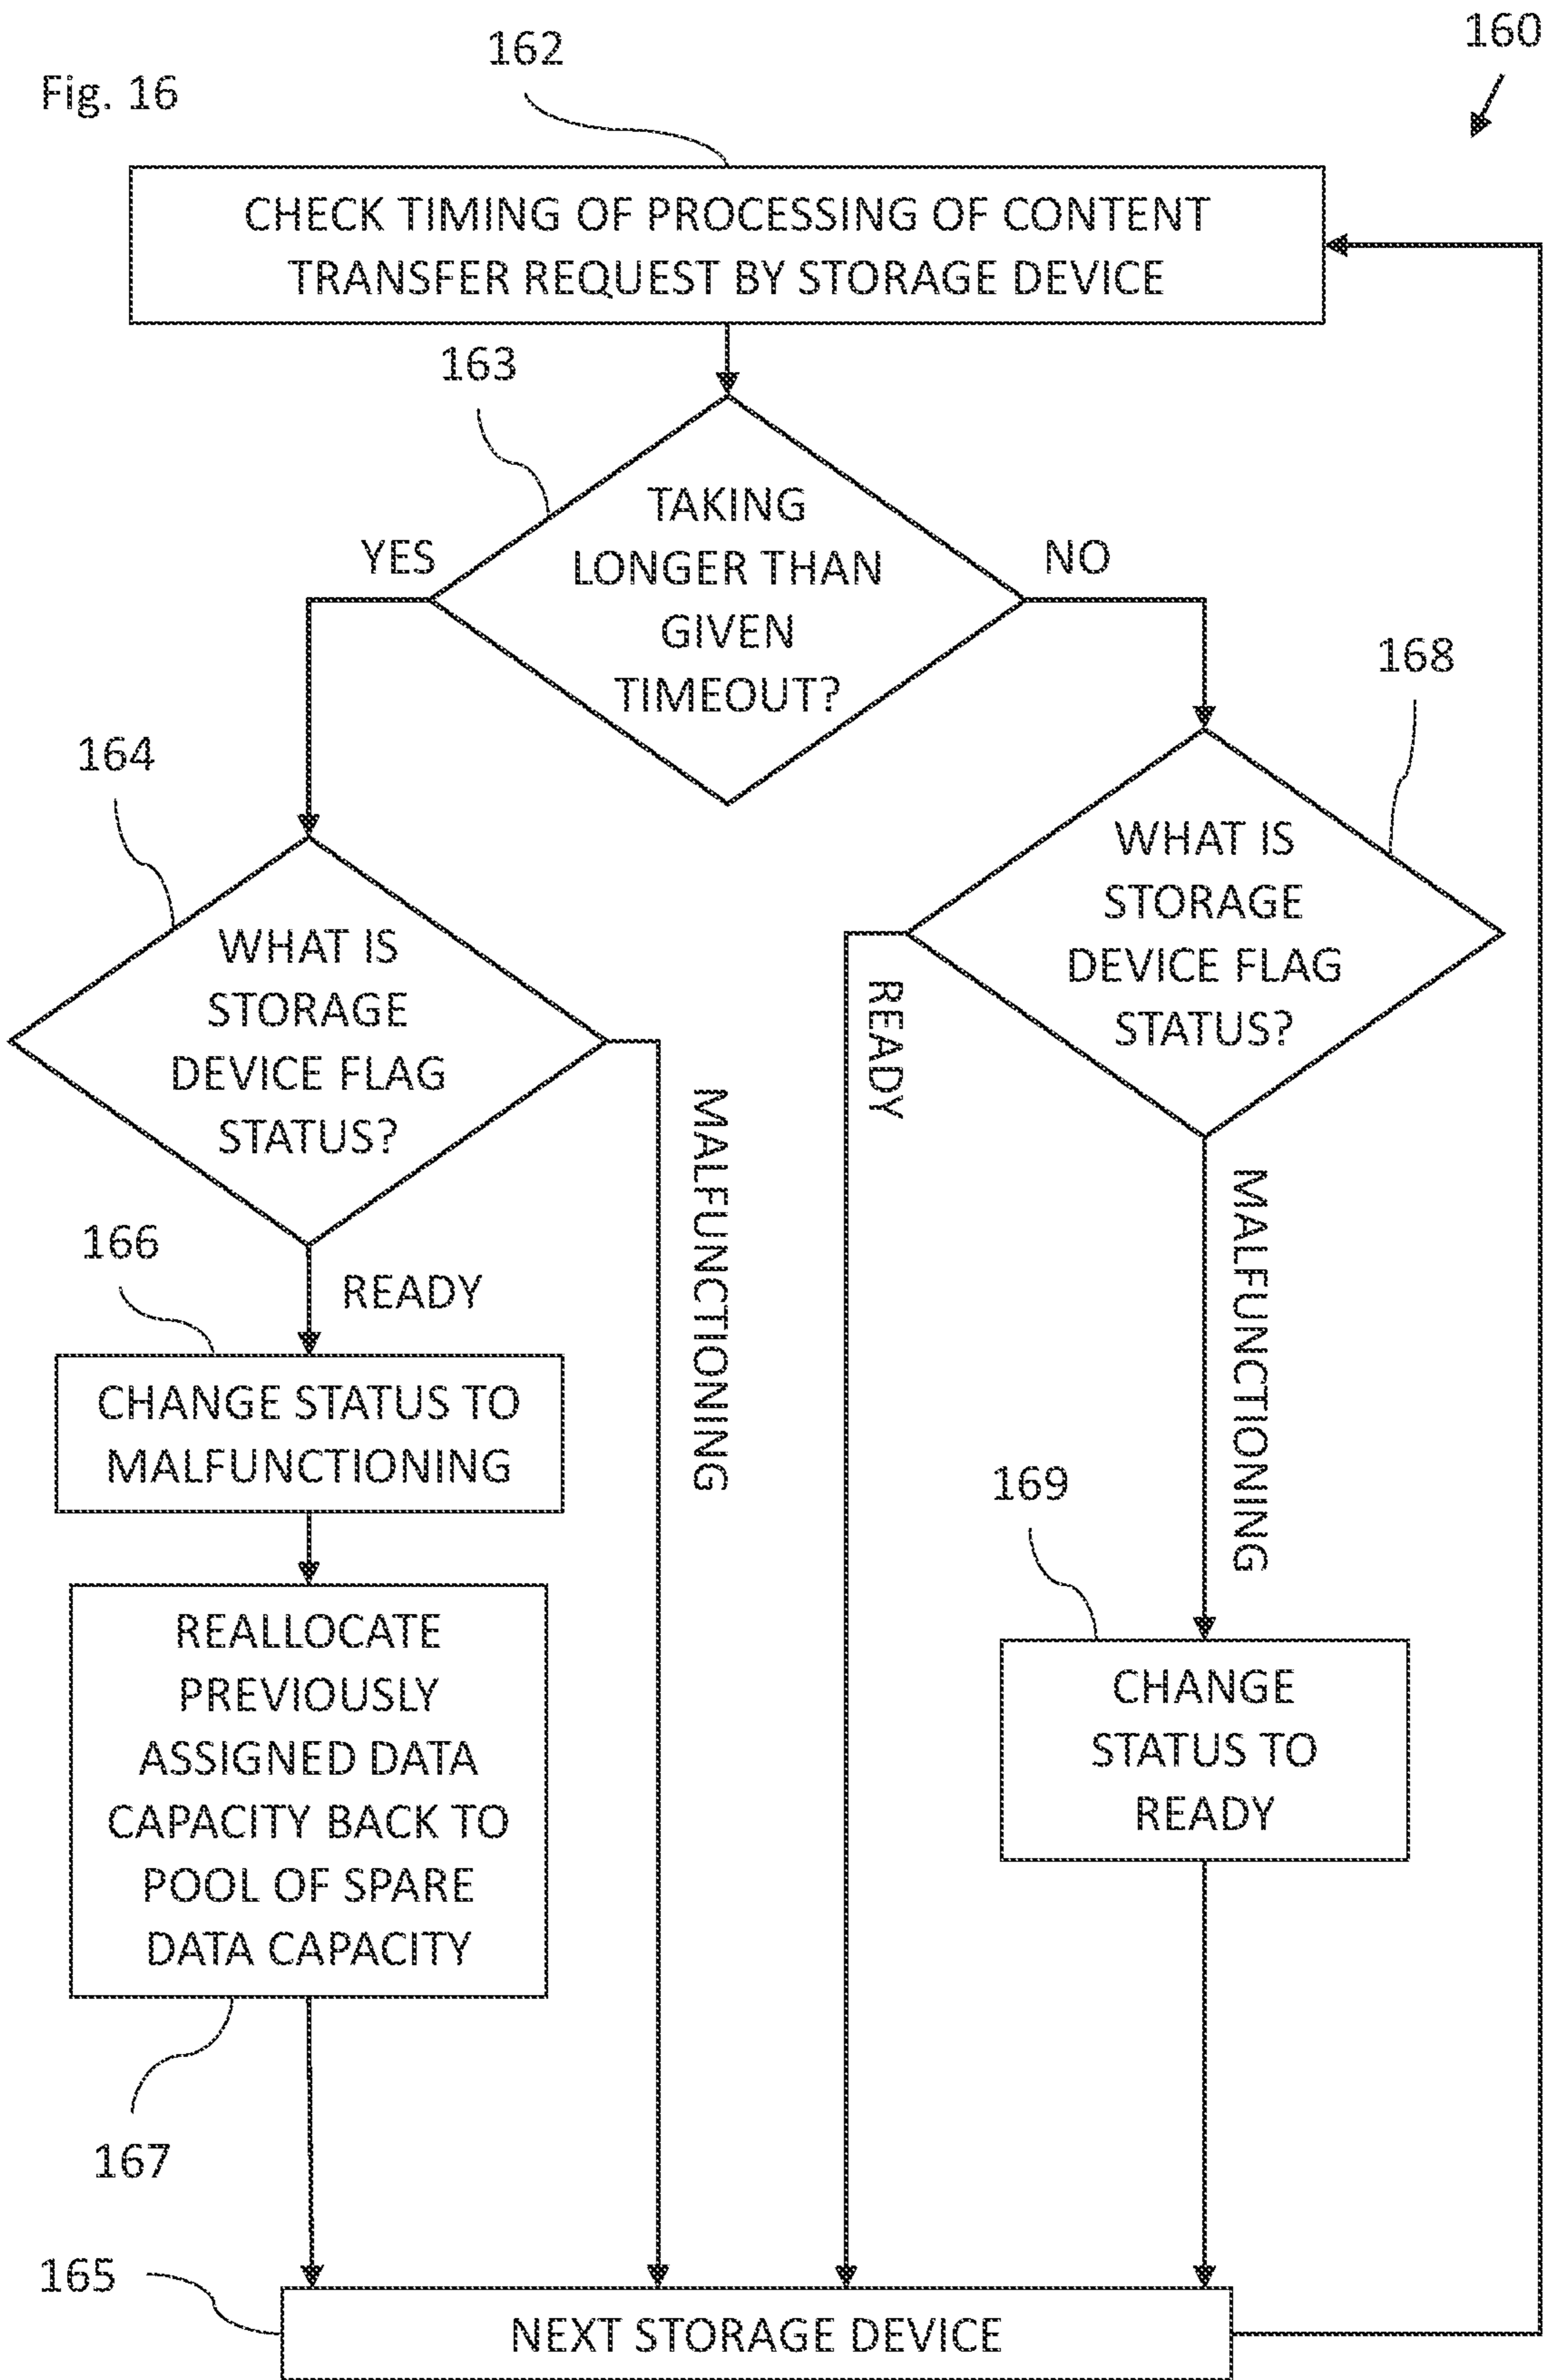 160
162
Fig. 16
CHECK TIMING OF PROCESSING OF CONTENT
TRANSFER REQUEST BY STORAGE DEVICE
163
TAKING
LONGER THAN
GIVEN
TIMEOUT?
YES
NO
168
164
WHAT IS
STORAGE
DEVICE FLAG
STATUS?
WHAT IS
STORAGE
DEVICE FLAG
STATUS?
READY
MALFUNCTIONING
MALFUNCTIONING
166
READY
CHANGE STATUS TO
MALFUNCTIONING
169
REALLOCATE
PREVIOUSLY
ASSIGNED DATA
CAPACITY BACK TO
POOL OF SPARE
DATA CAPACITY
CHANGE
STATUS TO
READY
167
165
NEXT STORAGE DEVICE